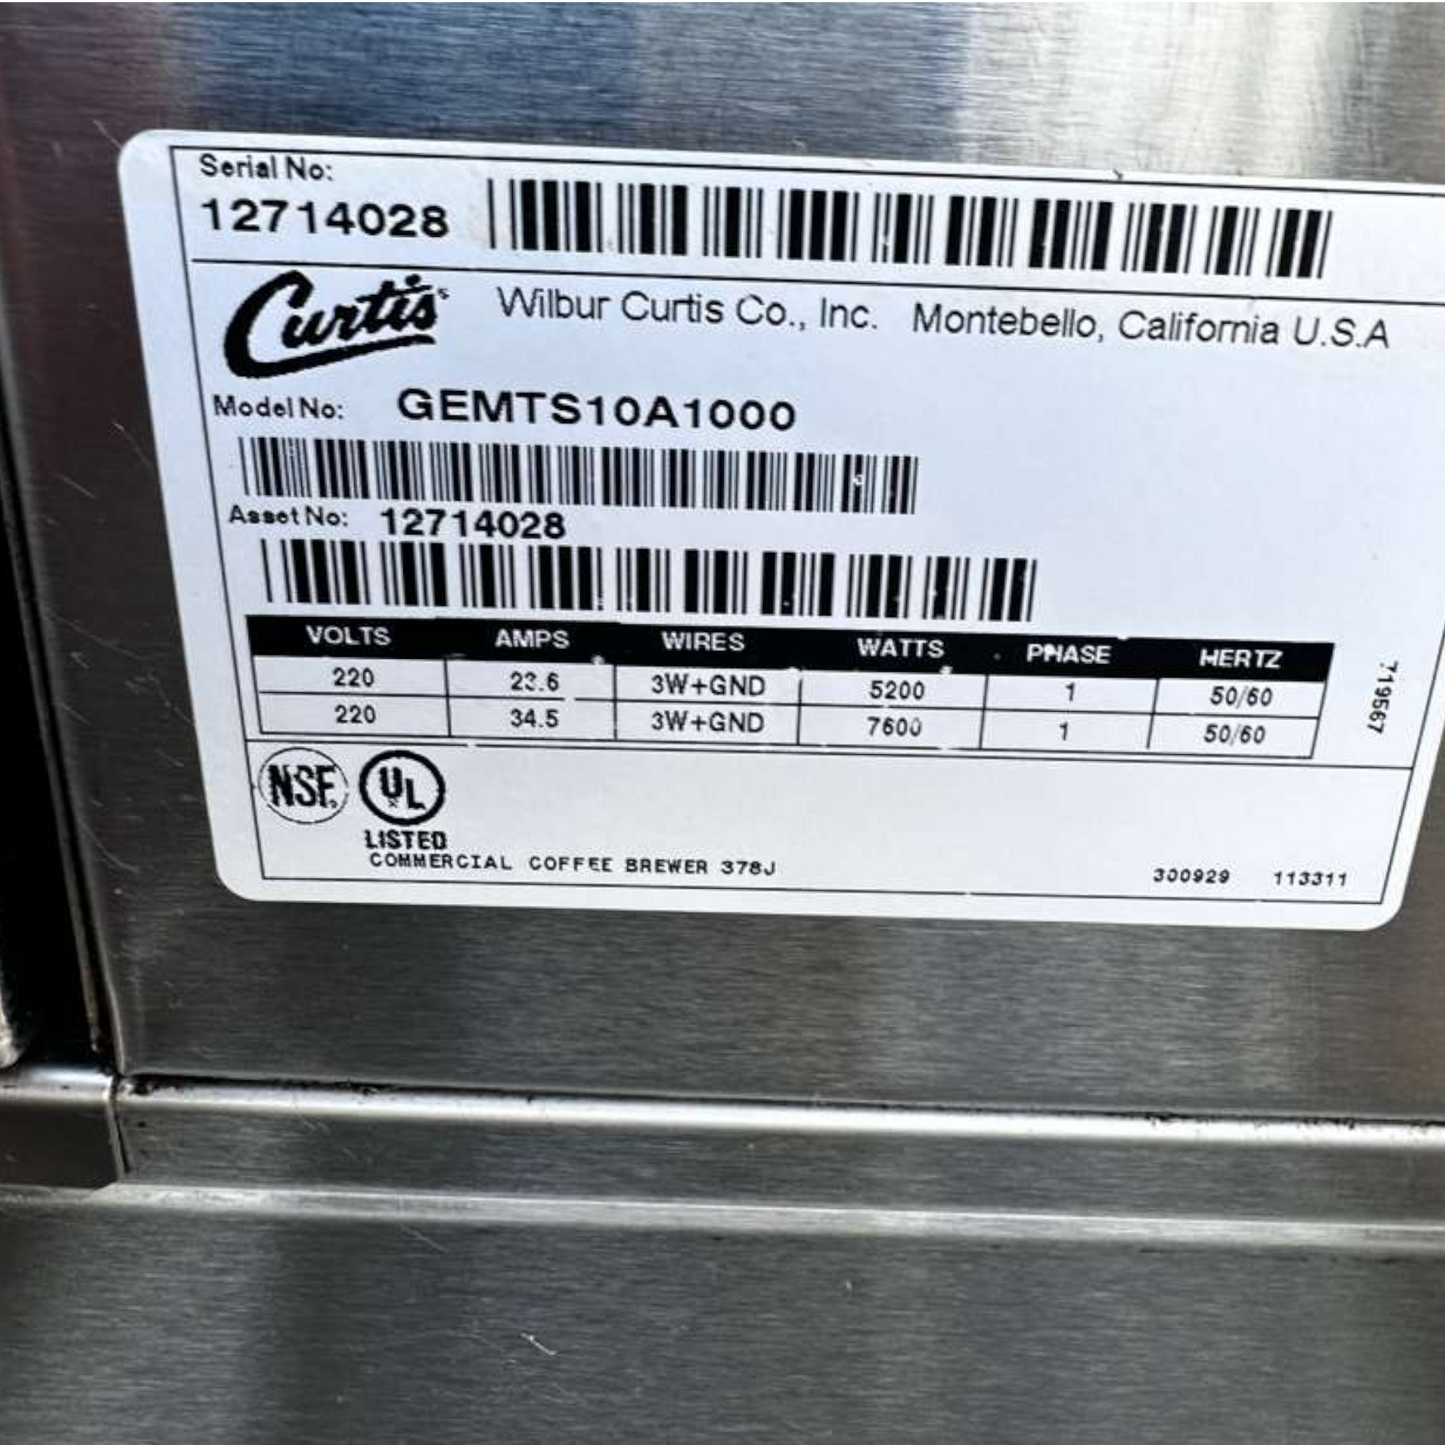 Serial No:
12714028
Curtis
Wilbur Curtis Co., Inc. Montebello, California U.S.A
Model No: GEMTS10A1000
Asset No: 12714028
VOLTS AMPS WIRES WATTS PHASE HERTZ
220 23.6 3W+GND 5200 1 50/60
220 34.5 3W+GND 7600 1 50/60
719567
NSF. UL
LISTED
COMMERCIAL COFFEE BREWER 378J
300929 113311